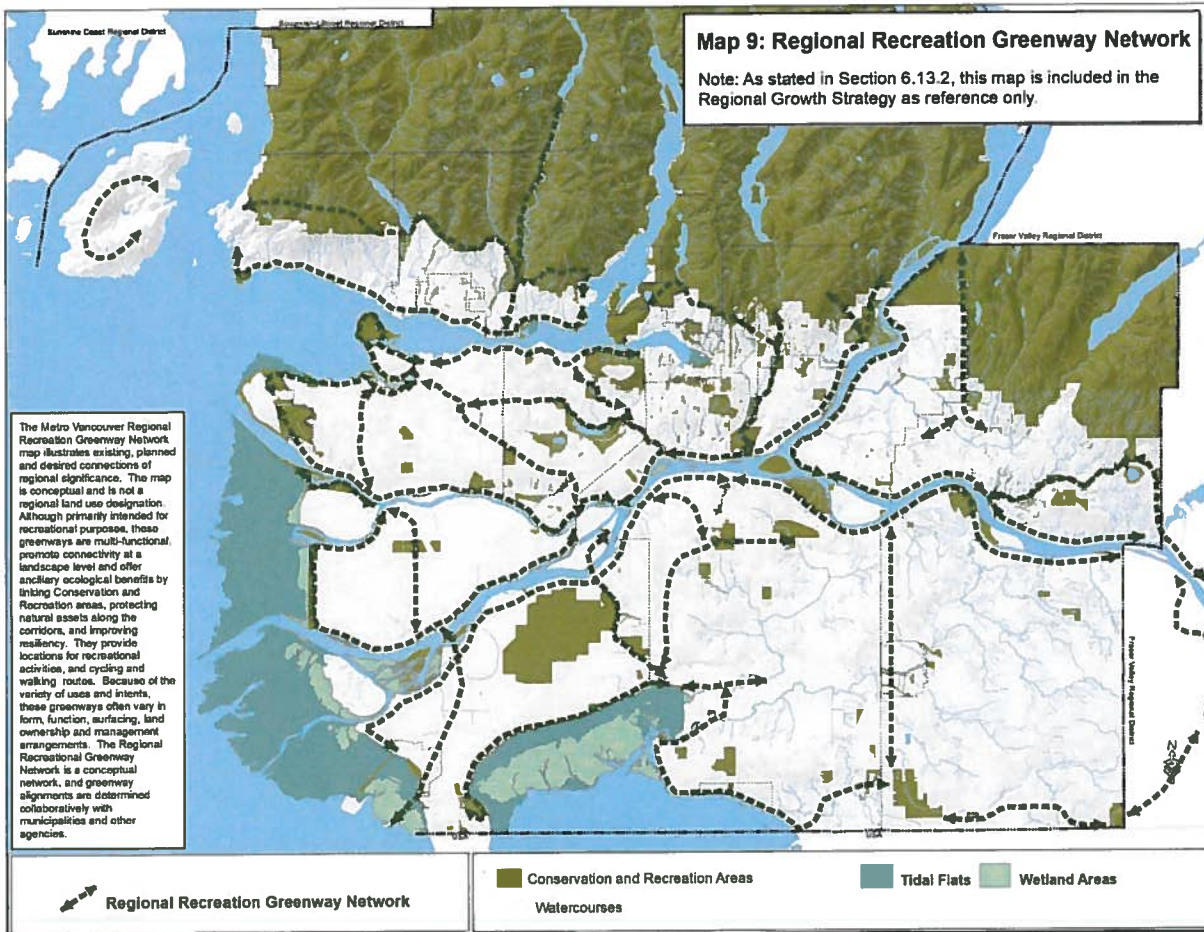 Sunshine Coast Regional District
Squamish-Lillooet Regional District
Map 9: Regional Recreation Greenway Network
Note: As stated in Section 6.13.2, this map is included in the
Regional Growth Strategy as reference only.
Fraser Valley Regional District
The Metro Vancouver Regional
Recreation Greenway Network
map illustrates existing, planned
and desired connections of
regional significance. The map
is conceptual and is not a
regional land use designation.
Although primarily intended for
recreational purposes, these
greenways are multi-functional,
promote connectivity at a
landscape level and offer
ancillary ecological benefits by
linking Conservation and
Recreation areas, protecting
natural assets along the
corridors, and improving
resiliency. They provide
locations for recreational
activities, and cycling and
walking routes. Because of the
variety of uses and intents,
these greenways often vary in
form, function, surfacing, land
ownership and management
arrangements. The Regional
Recreational Greenway
Network is a conceptual
network, and greenway
alignments are determined
collaboratively with
municipalities and other
agencies.
Fraser Valley Regional District
USA
USA
Regional Recreation Greenway Network
Conservation and Recreation Areas
Watercourses
Tidal Flats
Wetland Areas